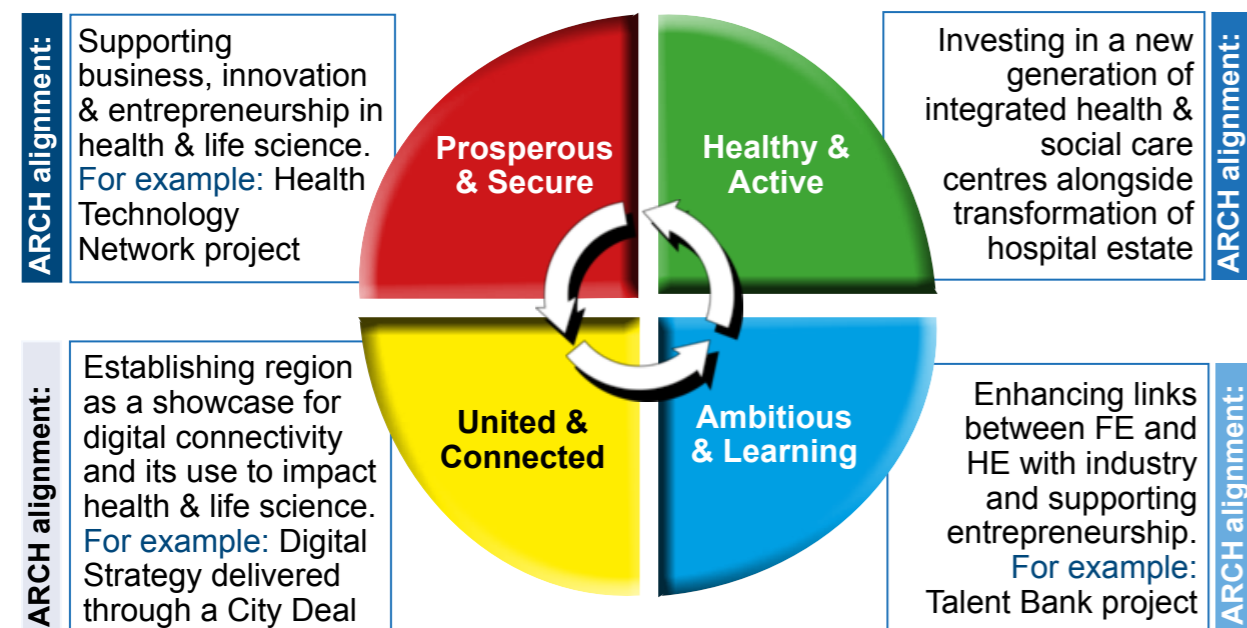 ARCH alignment:
Supporting
business, innovation
& entrepreneurship in
health & life science.
For example: Health
Technology
Network project
Prosperous
& Secure
Healthy &
Active
Investing in a new
generation of
integrated health &
social care
centres alongside
transformation of
hospital estate
ARCH alignment:
ARCH alignment:
Establishing region
as a showcase for
digital connectivity
and its use to impact
health & life science.
For example: Digital
Strategy delivered
through a City Deal
United &
Connected
Ambitious
& Learning
Enhancing links
between FE and
HE with industry
and supporting
entrepreneurship.
For example:
Talent Bank project
ARCH alignment: